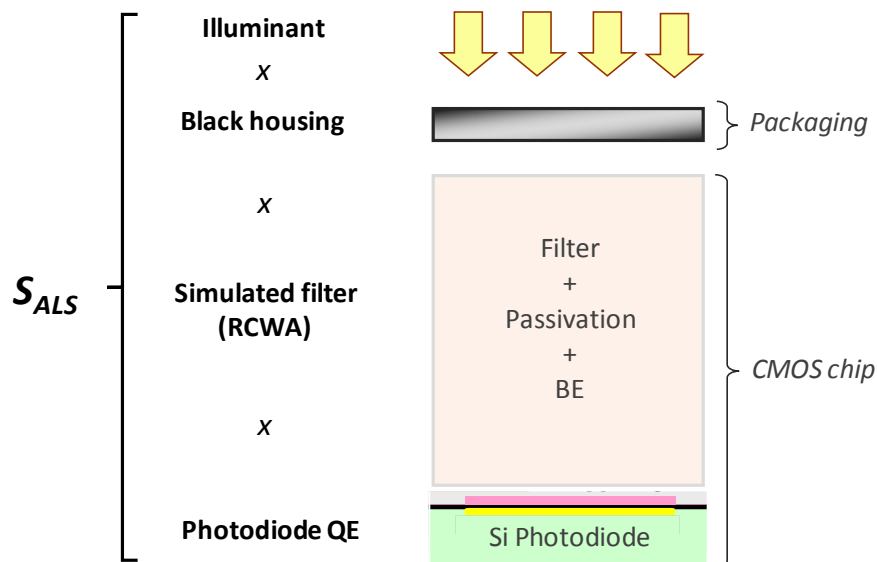 Illuminant
x
Black housing
Packaging
x
S_ALS
Simulated filter
(RCWA)
Filter
+
Passivation
+
BE
CMOS chip
x
Photodiode QE
Si Photodiode